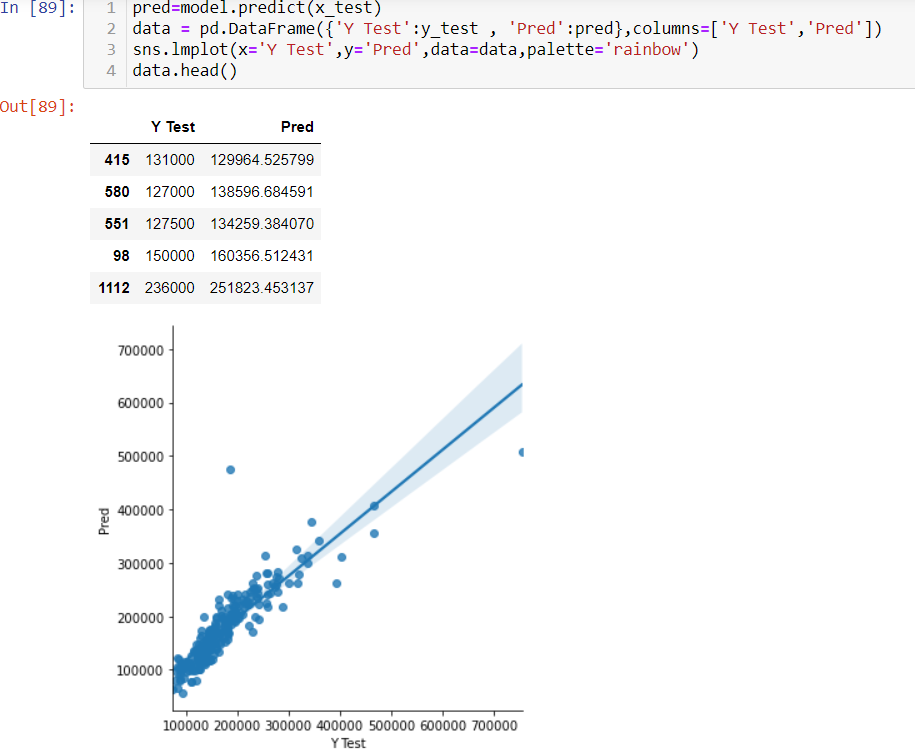 In [89]:
1 pred=model.predict(x_test)
2 data = pd.DataFrame({'Y Test':y_test , 'Pred':pred},columns=['Y Test','Pred'])
3 sns.lmplot(x='Y Test',y='Pred',data=data,palette='rainbow')
4 data.head()
Out[89]:
Y Test Pred
415 131000 129964.525799
580 127000 138596.684591
551 127500 134259.384070
98 150000 160356.512431
1112 236000 251823.453137
700000
600000
500000
400000
300000
200000
100000
Pred
100000 200000 300000 400000 500000 600000 700000
Y Test